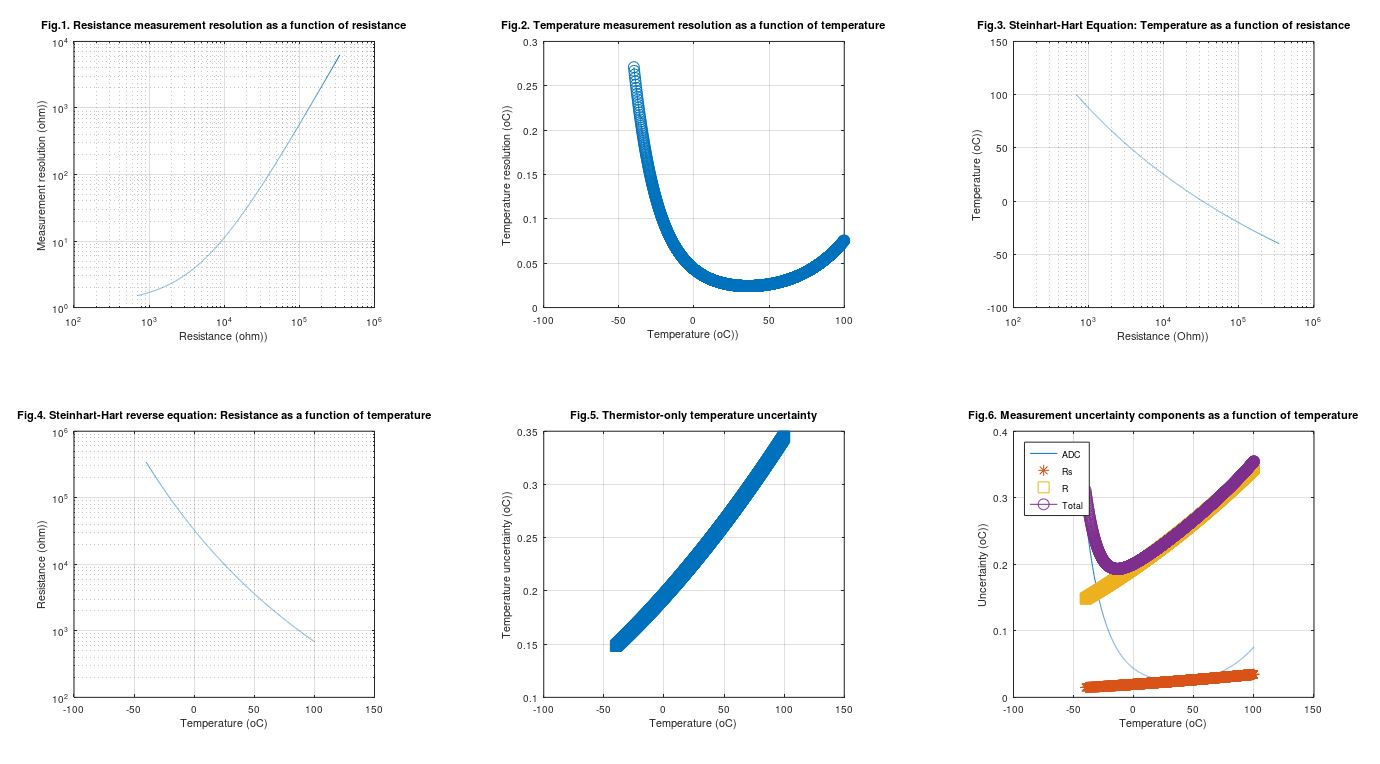 Fig.1. Resistance measurement resolution as a function of resistance
10^4
10^3
10^2
10^1
10^0
Measurement resolution (ohm))
10^2 10^3 10^4 10^5 10^6
Resistance (ohm))
Fig.2. Temperature measurement resolution as a function of temperature
0.3
0.25
0.2
0.15
0.1
0.05
0
Temperature resolution (oC))
-100 -50 0 50 100
Temperature (oC))
Fig.3. Steinhart-Hart Equation: Temperature as a function of resistance
150
100
50
0
-50
-100
Temperature (oC))
10^2 10^3 10^4 10^5 10^6
Resistance (Ohm))
Fig.4. Steinhart-Hart reverse equation: Resistance as a function of temperature
10^6
10^5
10^4
10^3
10^2
Resistance (ohm))
-100 -50 0 50 100 150
Temperature (oC)
Fig.5. Thermistor-only temperature uncertainty
0.35
0.3
0.25
0.2
0.15
0.1
Temperature uncertainty (oC))
-100 -50 0 50 100 150
Temperature (oC)
Fig.6. Measurement uncertainty components as a function of temperature
0.4
0.3
0.2
0.1
0
Uncertainty (oC))
ADC
Rs
R
Total
-100 -50 0 50 100 150
Temperature (oC)